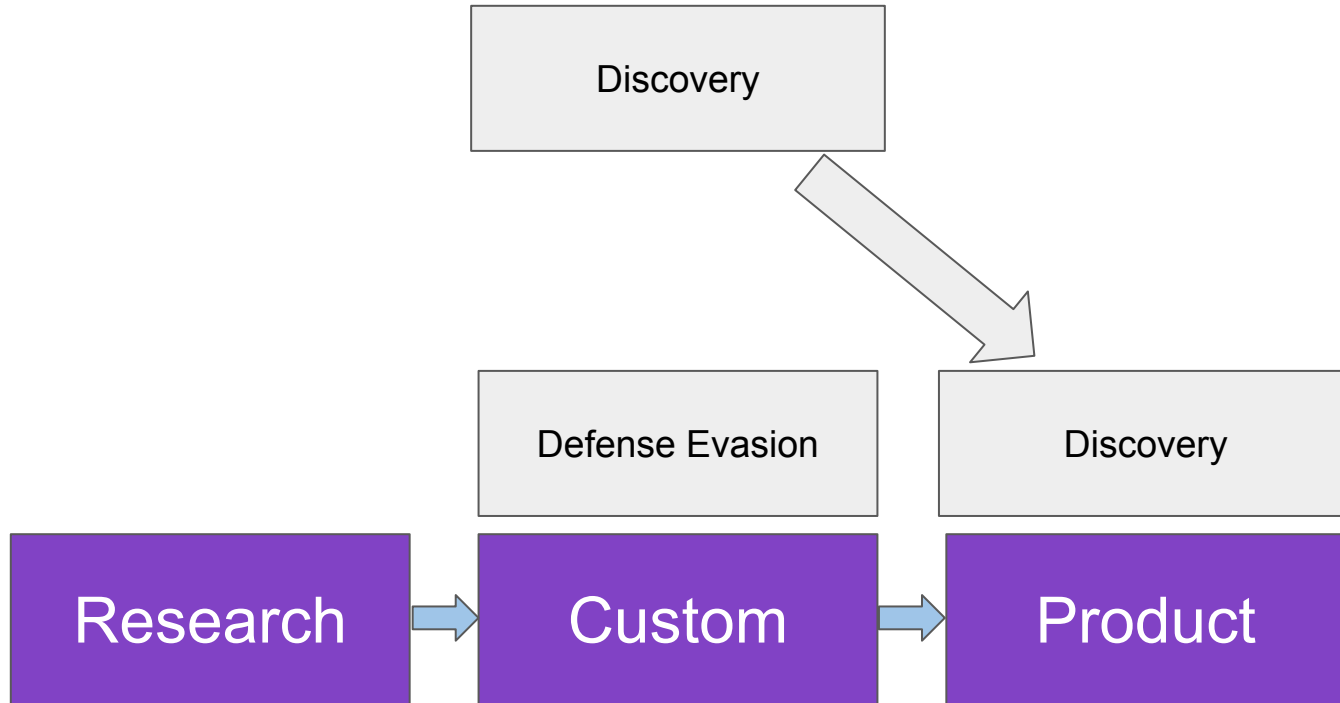 Discovery
Defense Evasion
Discovery
Research
Custom
Product